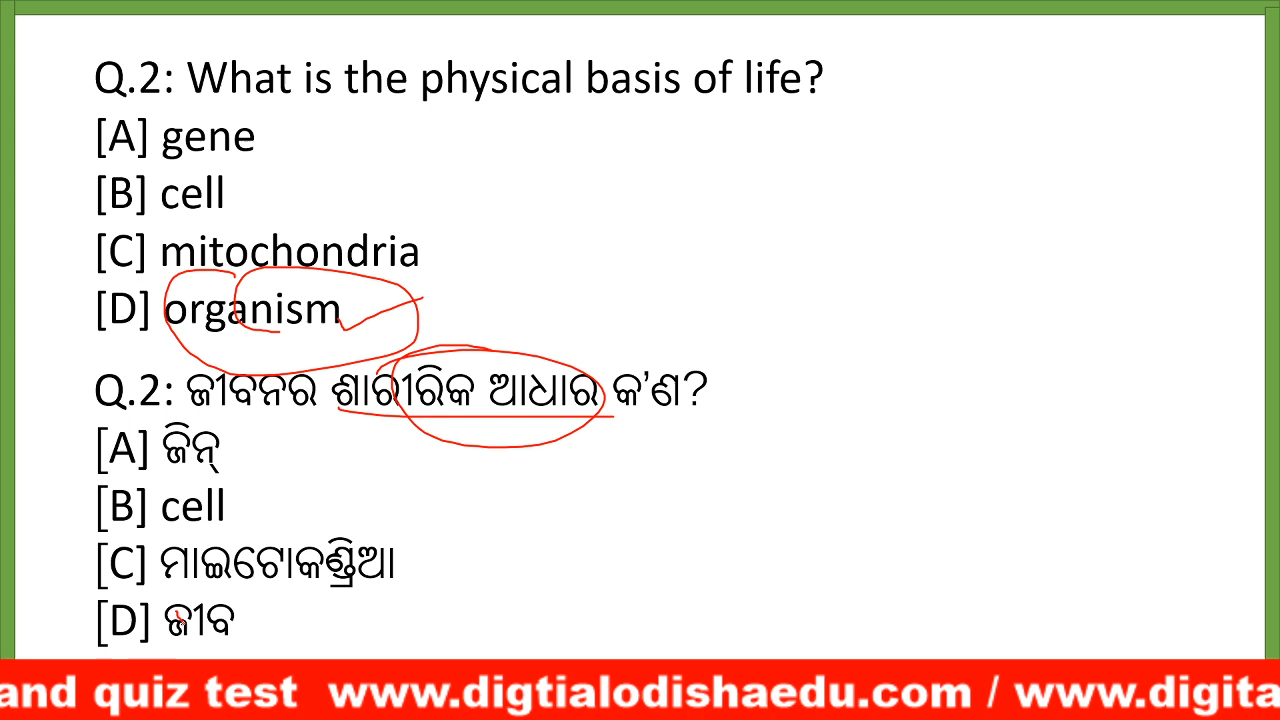 Q.2: What is the physical basis of life?
[A] gene
[B] cell
[C] mitochondria
[D] organism
Q.2: ଜୀବନର ଶାରୀରିକ ଆଧାର କ’ଣ?
[A] ଜିନ୍
[B] cell
[C] ମାଇଟୋକଣ୍ଡ୍ରିଆ
[D] ଜୀବ
and quiz test www.digtialodishaedu.com / www.digita